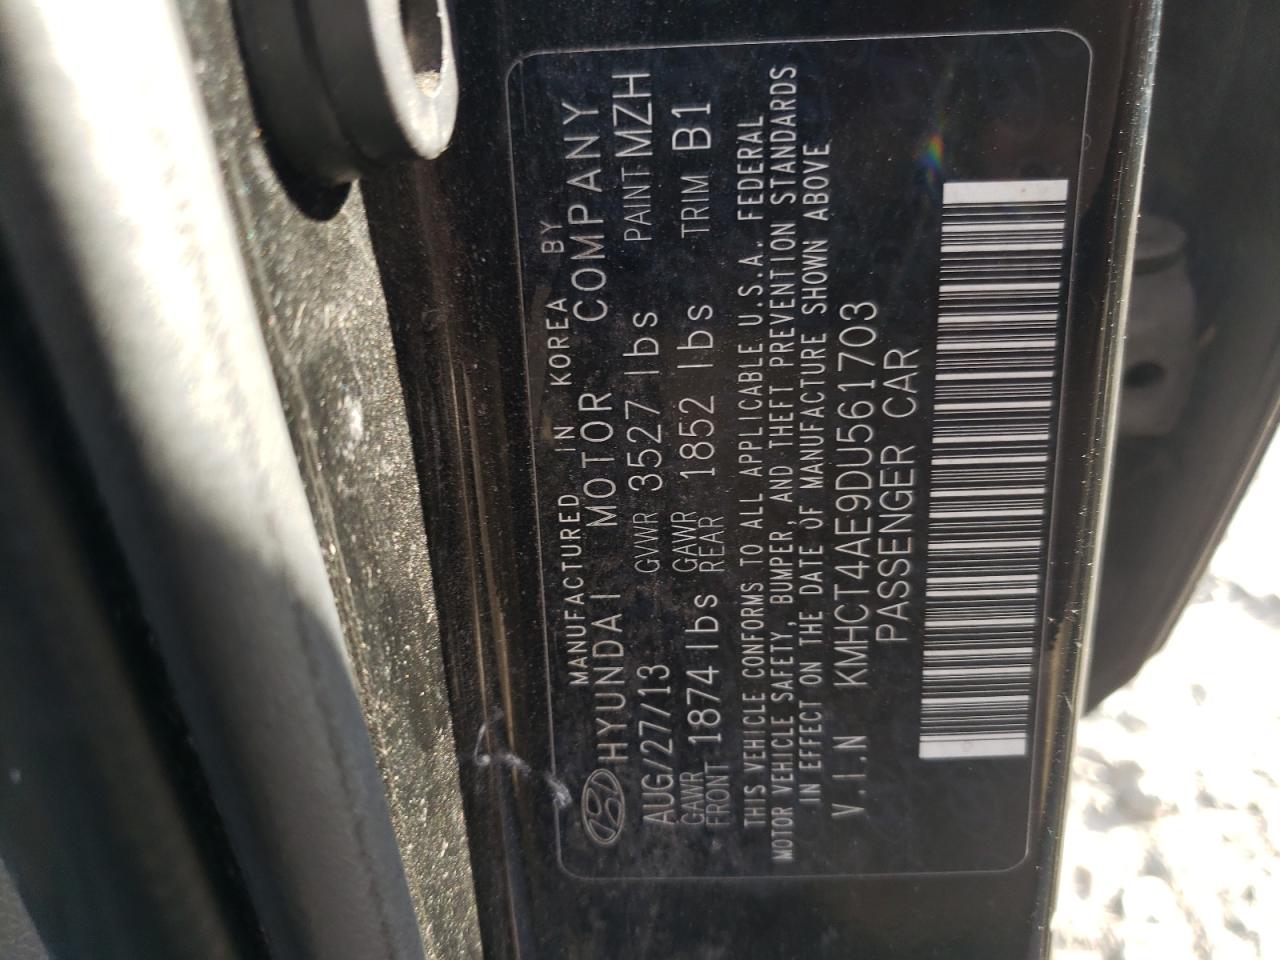 MANUFACTURED IN KOREA BY
HYUNDAI MOTOR COMPANY
AUG/27/13 GVWR 3527 lbs PAINT MZH
GAWR FRONT 1874 lbs GAWR REAR 1852 lbs TRIM B1
THIS VEHICLE CONFORMS TO ALL APPLICABLE U.S.A. FEDERAL
MOTOR VEHICLE SAFETY, BUMPER, AND THEFT PREVENTION STANDARDS
IN EFFECT ON THE DATE OF MANUFACTURE SHOWN ABOVE
V.I.N KMHCT4AE9DU561703
PASSENGER CAR